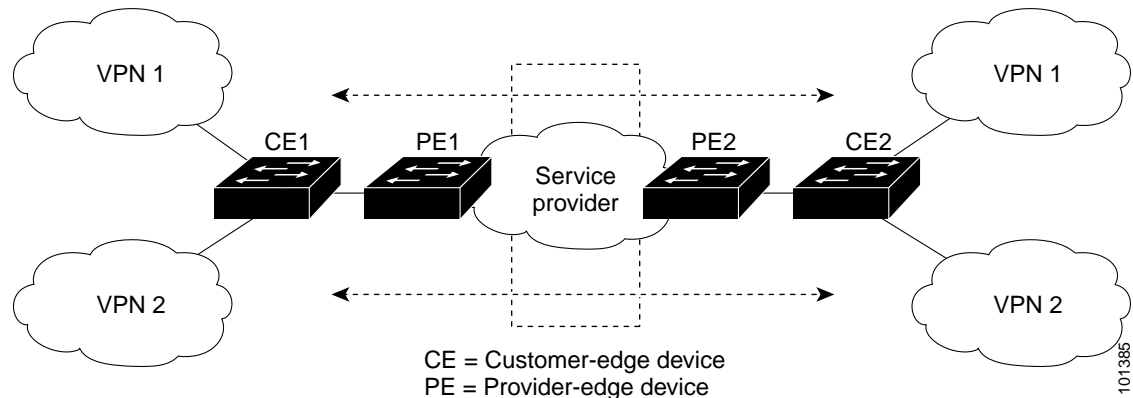 VPN 1
VPN 1
CE1
PE1
PE2
CE2
Service
provider
VPN 2
VPN 2
CE = Customer-edge device
PE = Provider-edge device
101385